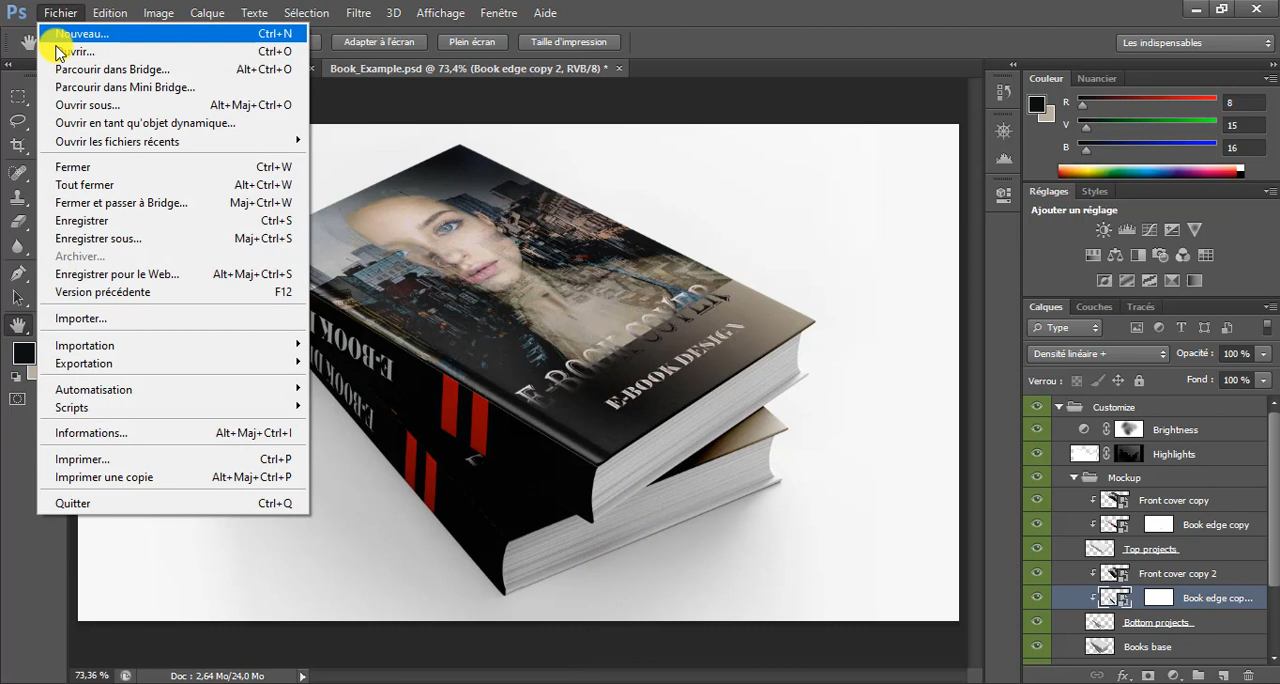 Ps Fichier Edition Image Calque Texte Sélection Filtre 3D Affichage Fenêtre Aide
Adapter à l'écran Plein écran Taille d'impression Les indispensables
Book_Example.psd @ 73,4% (Book edge copy 2, RVB/8) * ×
Nouveau... Ctrl+N
Ctrl+O
Parcourir dans Bridge... Alt+Ctrl+O
Parcourir dans Mini Bridge...
Ouvrir sous... Alt+Maj+Ctrl+O
Ouvrir en tant qu'objet dynamique...
Ouvrir les fichiers récents
Fermer Ctrl+W
Tout fermer Alt+Ctrl+W
Fermer et passer à Bridge... Maj+Ctrl+W
Enregistrer Ctrl+S
Enregistrer sous... Maj+Ctrl+S
Archiver...
Enregistrer pour le Web... Alt+Maj+Ctrl+S
Version précédente F12
Importer...
Importation
Exportation
Automatisation
Scripts
Informations... Alt+Maj+Ctrl+I
Imprimer... Ctrl+P
Imprimer une copie Alt+Maj+Ctrl+P
Quitter Ctrl+Q
E-BOOK COVER
E-BOOK DESIGN
E-BOOK
Couleur Nuancier
R 8
V 15
B 16
Réglages Styles
Ajouter un réglage
Calques Couches Tracés
Type
Densité linéaire + Opacité : 100 %
Verrou : Fond : 100 %
Customize
Brightness
Highlights
Mockup
Front cover copy
Book edge copy
Top projects
Front cover copy 2
Book edge cop...
Bottom projects
Books base
73,36 % Doc : 2,64 Mo/24,0 Mo